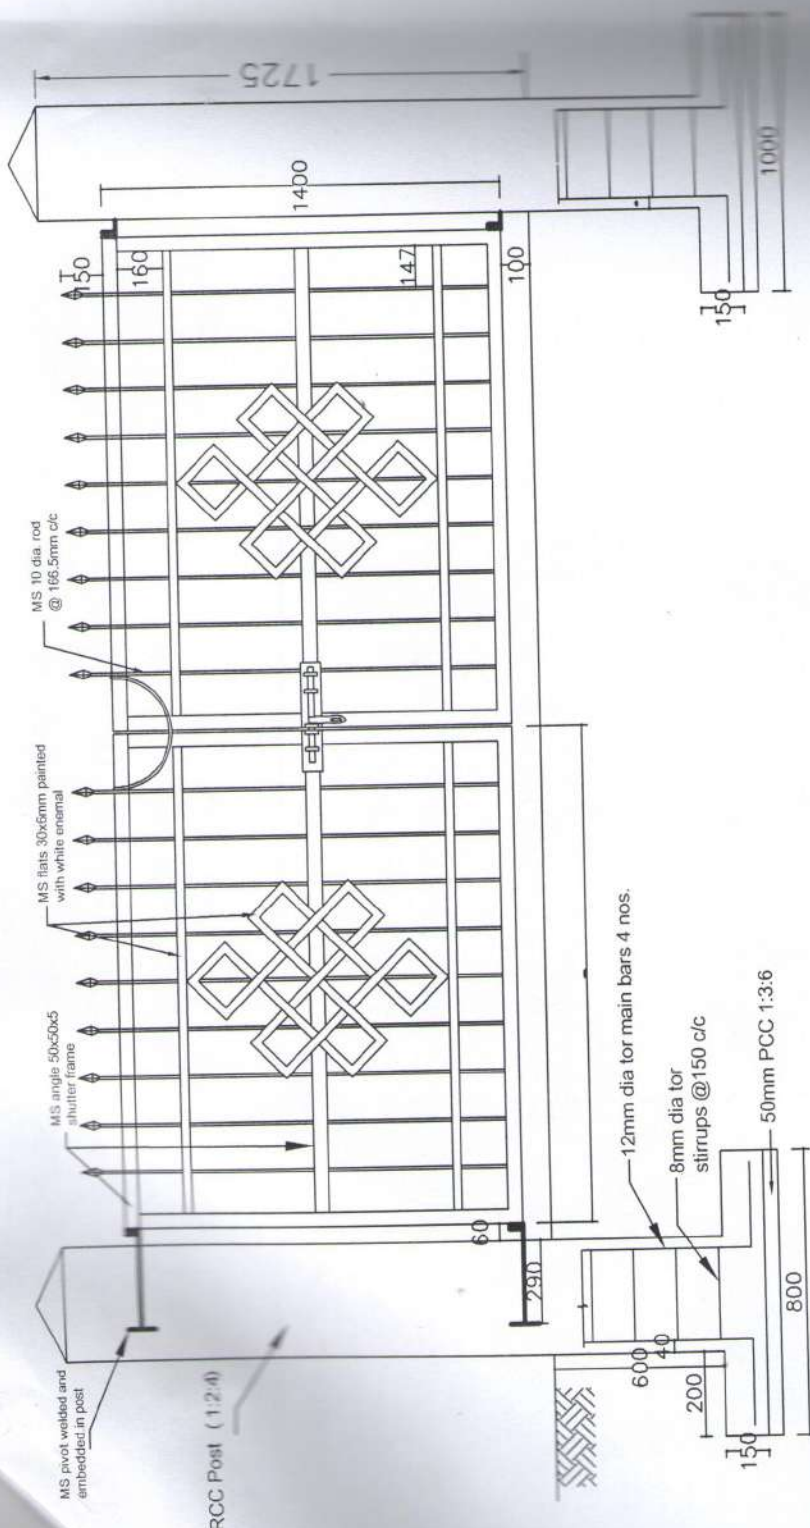 MS pivot welded and
embedded in post
RCC Post (1:2:4)
MS angle 50x50x5
shutter frame
MS flats 30x6mm painted
with white enemal
MS 10 dia. rod
@ 166.5mm c/c
1725
1400
150
160
147
100
60
290
600
40
200
150
800
12mm dia tor main bars 4 nos.
8mm dia tor
stirrups @150 c/c
50mm PCC 1:3:6
150
1000